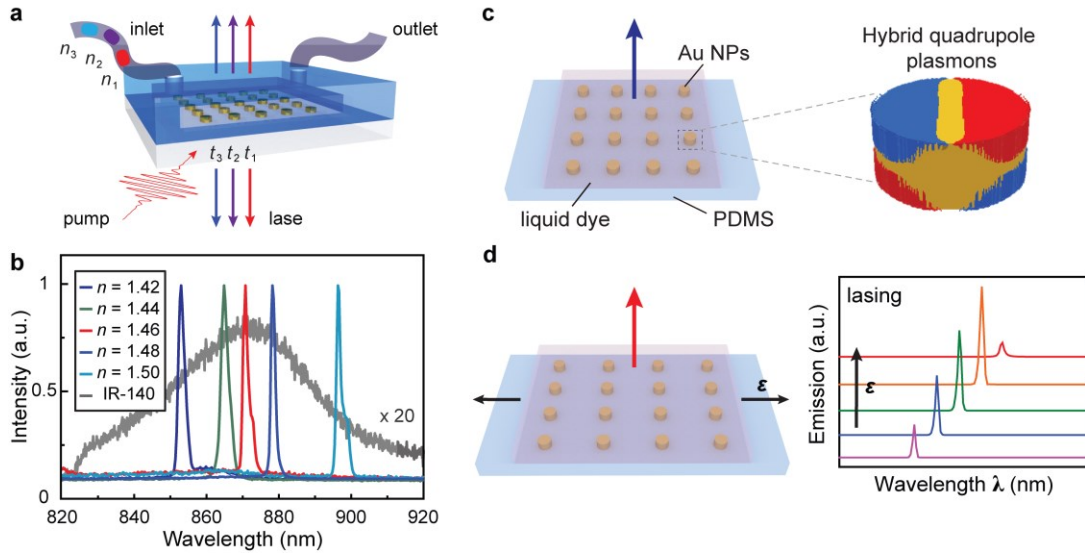 a
inlet
outlet
n3
n2
n1
t3 t2 t1
pump
lase
b
Intensity (a.u.)
1
0.5
0
n = 1.42
n = 1.44
n = 1.46
n = 1.48
n = 1.50
IR-140
x 20
820 840 860 880 900 920
Wavelength (nm)
c
Au NPs
liquid dye
PDMS
Hybrid quadrupole
plasmons
d
ε
ε
lasing
ε
Emission (a.u.)
Wavelength λ (nm)